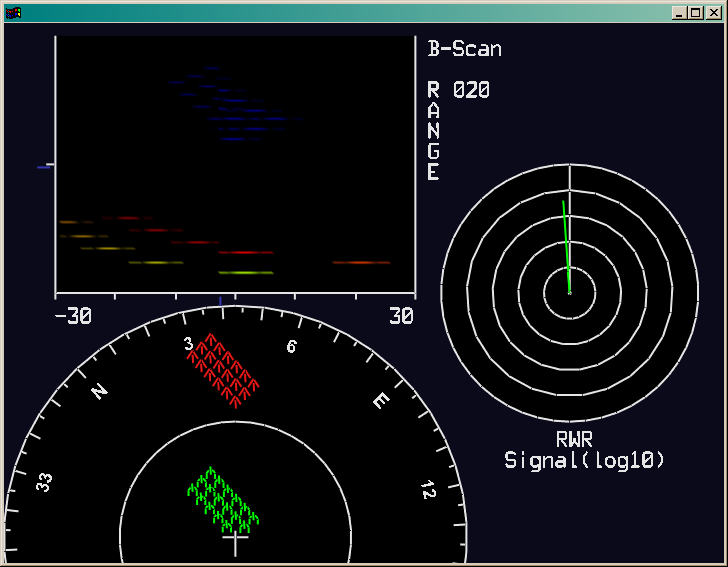 B-Scan
R 020
A
N
G
E
-30
30
3
6
N
E
33
12
RWR
Signal(log10)